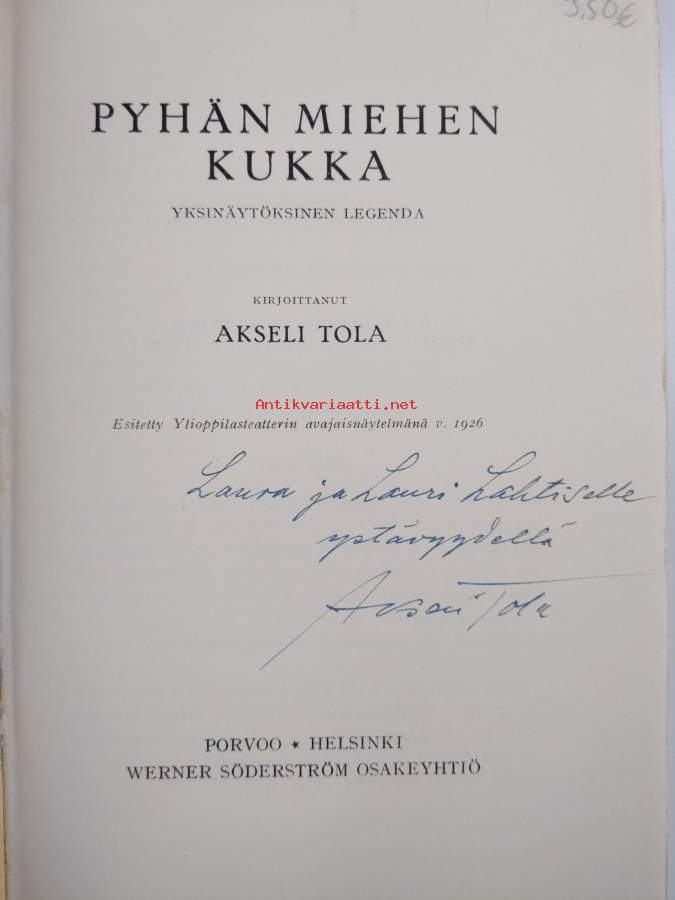 3,50€
PYHÄN MIEHEN
KUKKA
YKSINÄYTÖKSINEN LEGENDA
KIRJOITTANUT
AKSELI TOLA
Antikvariaatti.net
Esitetty Ylioppilasteatterin avajaisnäytelmänä v. 1926
Laura ja Lauri Lahtiselle
ystävyydellä
Akseli Tola
PORVOO ★ HELSINKI
WERNER SÖDERSTRÖM OSAKEYHTIÖ